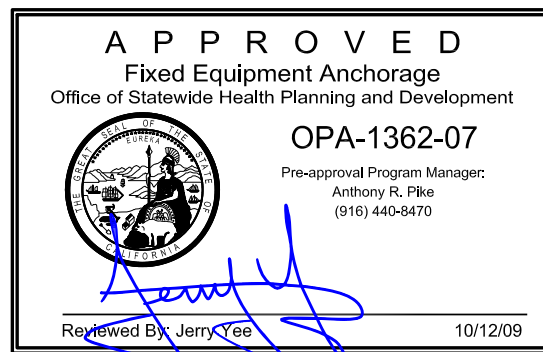 A P P R O V E D
Fixed Equipment Anchorage
Office of Statewide Health Planning and Development
THE GREAT SEAL OF THE STATE OF CALIFORNIA
EUREKA
OPA-1362-07
Pre-approval Program Manager:
Anthony R. Pike
(916) 440-8470
Jerry Y
Reviewed By: Jerry Yee
10/12/09